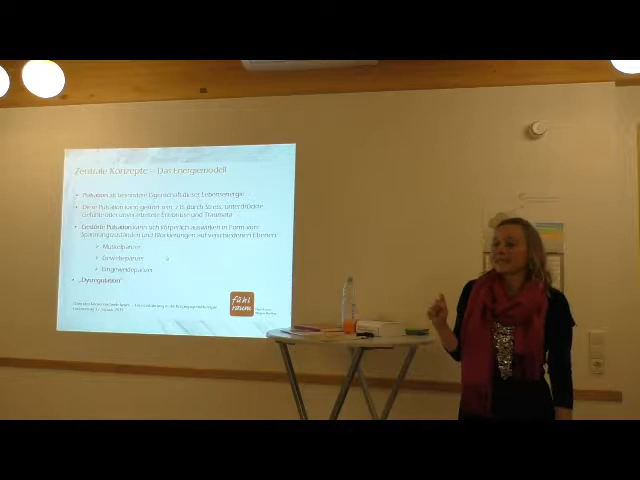 Zentrale Konzepte – Das Energiemodell
• Pulsation als besondere Eigenschaft dieser Lebensenergie
• Diese Pulsation kann gestört sein, z.B. durch Stress, unterdrückte
Gefühle oder unverarbeitete Erlebnisse und Traumata
• Gestörte Pulsation kann sich körperlich auswirken in Form von
Spannungszuständen und Blockierungen auf verschiedenen Ebenen:
Muskelpanzer
Gewebepanzer
Eingeweidepanzer
• „Dysregulation"
fühl
raum